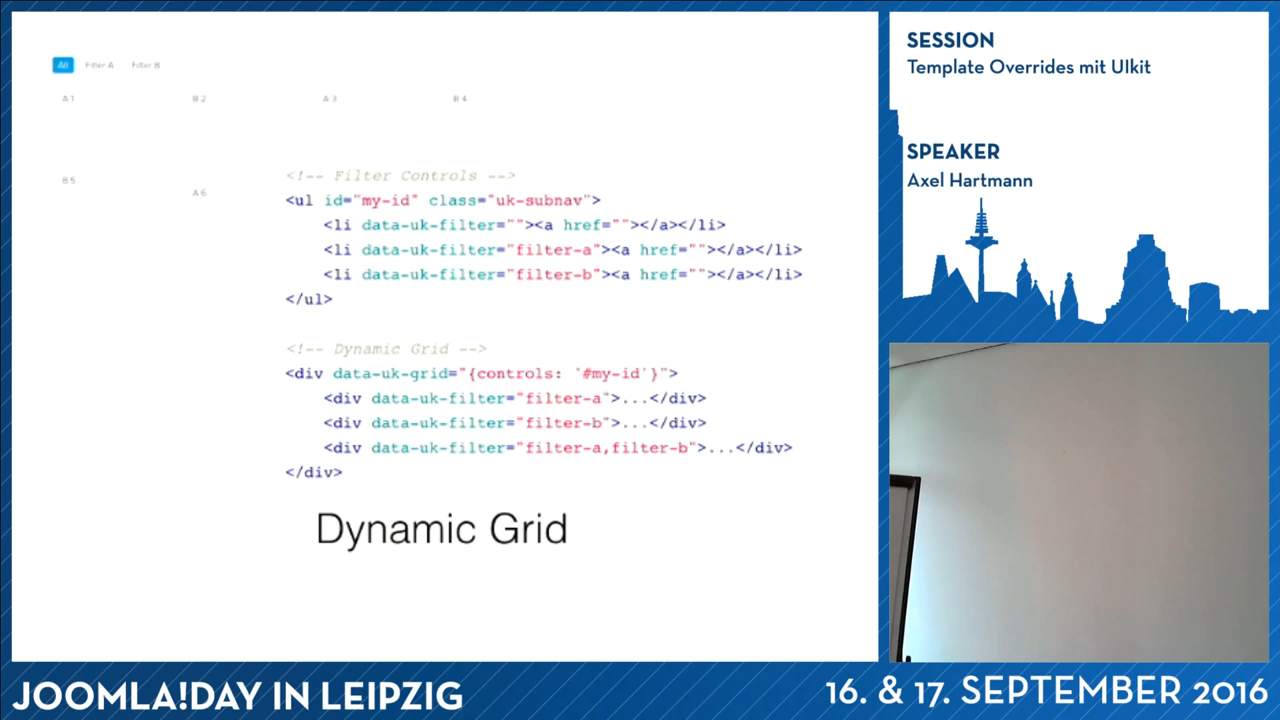 All Filter A Filter B
A 1 B 2 A 3 B 4
B 5 A 6
<!-- Filter Controls -->
<ul id="my-id" class="uk-subnav">
<li data-uk-filter=""><a href=""></a></li>
<li data-uk-filter="filter-a"><a href=""></a></li>
<li data-uk-filter="filter-b"><a href=""></a></li>
</ul>
<!-- Dynamic Grid -->
<div data-uk-grid="{controls: '#my-id'}">
<div data-uk-filter="filter-a">...</div>
<div data-uk-filter="filter-b">...</div>
<div data-uk-filter="filter-a,filter-b">...</div>
</div>
Dynamic Grid
SESSION
Template Overrides mit UIkit
SPEAKER
Axel Hartmann
JOOMLA!DAY IN LEIPZIG
16. & 17. SEPTEMBER 2016